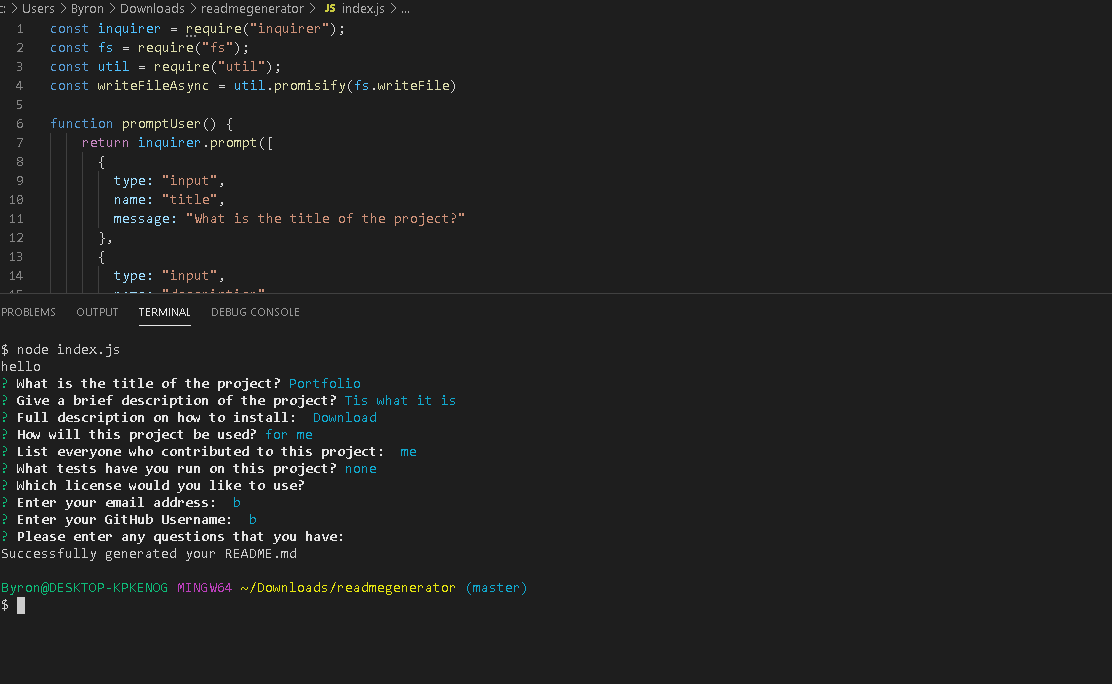 c: > Users > Byron > Downloads > readmegenerator > JS index.js > ...
1 const inquirer = require("inquirer");
2 const fs = require("fs");
3 const util = require("util");
4 const writeFileAsync = util.promisify(fs.writeFile)
5
6 function promptUser() {
7 return inquirer.prompt([
8 {
9 type: "input",
10 name: "title",
11 message: "What is the title of the project?"
12 },
13 {
14 type: "input",
15 name: "description"
PROBLEMS OUTPUT TERMINAL DEBUG CONSOLE
$ node index.js
hello
? What is the title of the project? Portfolio
? Give a brief description of the project? Tis what it is
? Full description on how to install:  Download
? How will this project be used? for me
? List everyone who contributed to this project:  me
? What tests have you run on this project? none
? Which license would you like to use?
? Enter your email address:  b
? Enter your GitHub Username:  b
? Please enter any questions that you have:
Successfully generated your README.md
Byron@DESKTOP-KPKENOG MINGW64 ~/Downloads/readmegenerator (master)
$